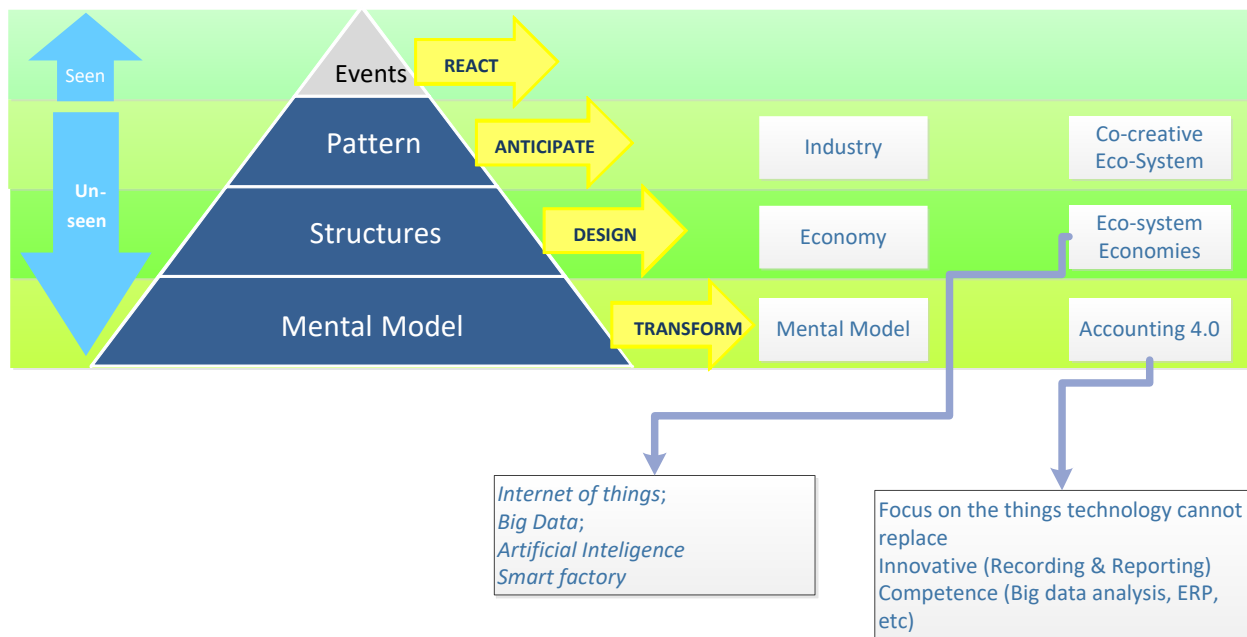 Seen
Events
REACT
Pattern
ANTICIPATE
Industry
Co-creative
Eco-System
Un-
seen
Structures
DESIGN
Economy
Eco-system
Economies
Mental Model
TRANSFORM
Mental Model
Accounting 4.0
Internet of things;
Big Data;
Artificial Inteligence
Smart factory
Focus on the things technology cannot
replace
Innovative (Recording & Reporting)
Competence (Big data analysis, ERP,
etc)